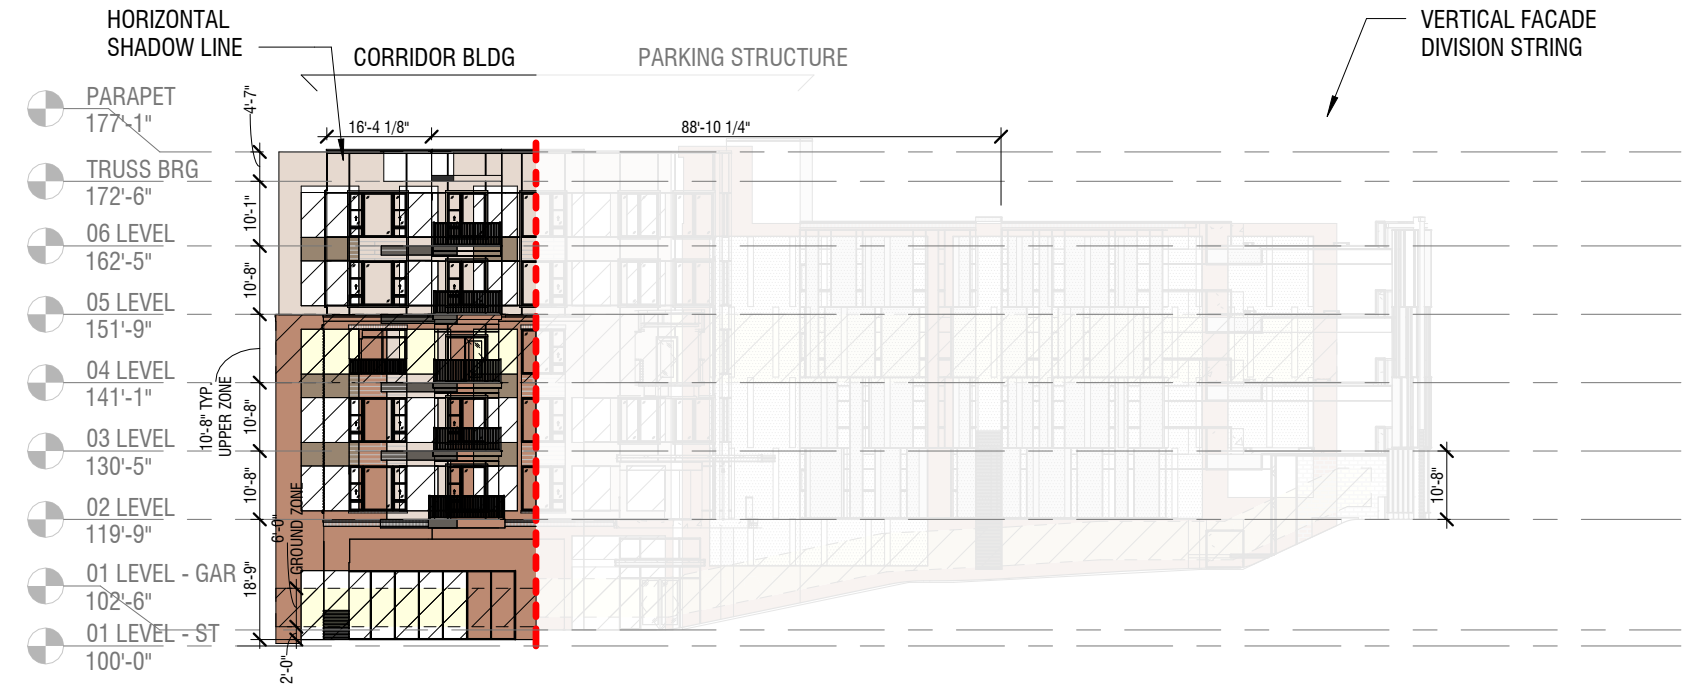 HORIZONTAL
SHADOW LINE
CORRIDOR BLDG
PARKING STRUCTURE
VERTICAL FACADE
DIVISION STRING
PARAPET
177'-1"
TRUSS BRG
172'-6"
06 LEVEL
162'-5"
05 LEVEL
151'-9"
04 LEVEL
141'-1"
03 LEVEL
130'-5"
02 LEVEL
119'-9"
01 LEVEL - GAR
102'-6"
01 LEVEL - ST
100'-0"
4'-7"
16'-4 1/8"
88'-10 1/4"
10'-1"
10'-8"
10'-8" TYP.
UPPER ZONE
10'-8"
10'-8"
6'-0"
GROUND ZONE
18'-9"
2'-0"
10'-8"